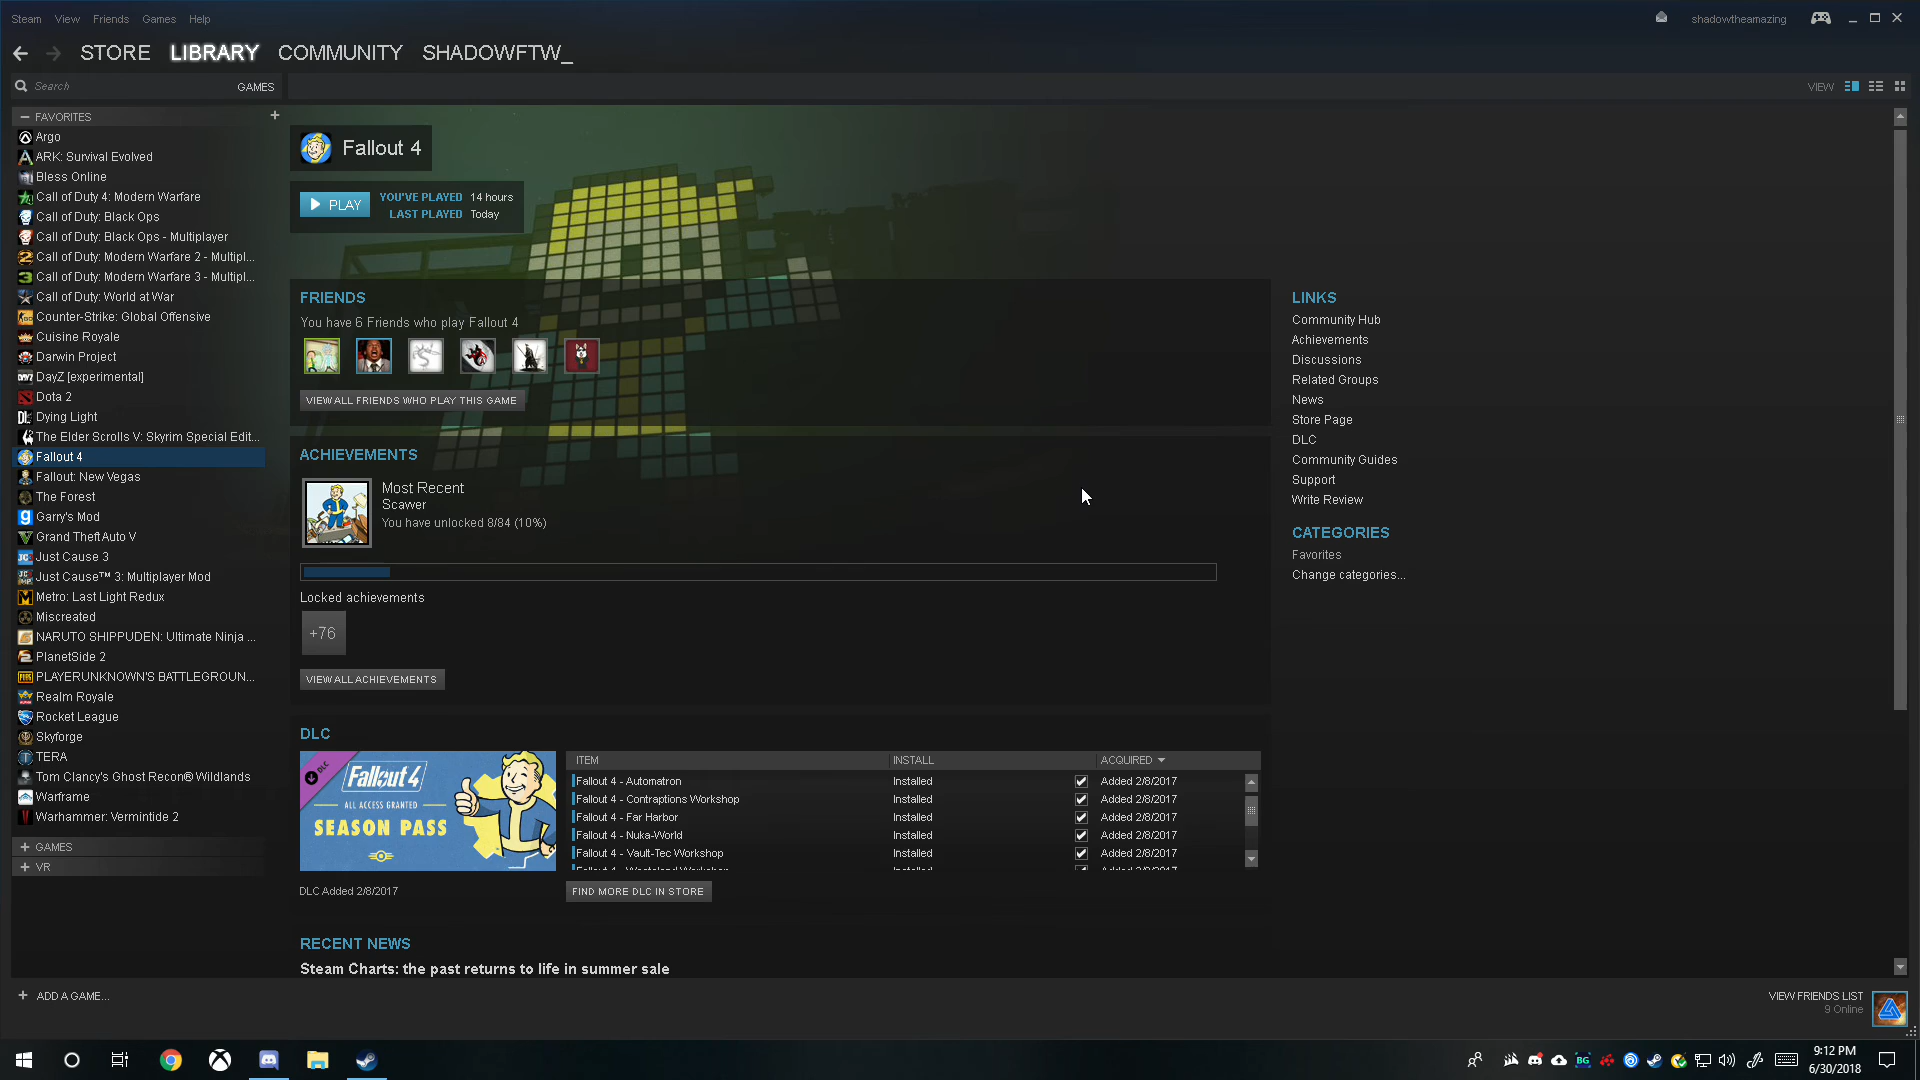 Steam View Friends Games Help
shadowtheamazing
STORE LIBRARY COMMUNITY SHADOWFTW_
Search GAMES
VIEW
— FAVORITES +
Argo
ARK: Survival Evolved
Bless Online
Call of Duty 4: Modern Warfare
Call of Duty: Black Ops
Call of Duty: Black Ops - Multiplayer
Call of Duty: Modern Warfare 2 - Multipl...
Call of Duty: Modern Warfare 3 - Multipl...
Call of Duty: World at War
Counter-Strike: Global Offensive
Cuisine Royale
Darwin Project
DayZ [experimental]
Dota 2
Dying Light
The Elder Scrolls V: Skyrim Special Edit...
Fallout 4
Fallout: New Vegas
The Forest
Garry's Mod
Grand Theft Auto V
Just Cause 3
Just Cause™ 3: Multiplayer Mod
Metro: Last Light Redux
Miscreated
NARUTO SHIPPUDEN: Ultimate Ninja ...
PlanetSide 2
PLAYERUNKNOWN'S BATTLEGROUN...
Realm Royale
Rocket League
Skyforge
TERA
Tom Clancy's Ghost Recon® Wildlands
Warframe
Warhammer: Vermintide 2
+ GAMES
+ VR
Fallout 4
PLAY
YOU'VE PLAYED 14 hours
LAST PLAYED Today
FRIENDS
You have 6 Friends who play Fallout 4
VIEW ALL FRIENDS WHO PLAY THIS GAME
ACHIEVEMENTS
Most Recent
Scawer
You have unlocked 8/84 (10%)
Locked achievements
+76
VIEW ALL ACHIEVEMENTS
DLC
DLC
Fallout 4
ALL ACCESS GRANTED
SEASON PASS
DLC Added 2/8/2017
ITEM INSTALL ACQUIRED
Fallout 4 - Automatron Installed Added 2/8/2017
Fallout 4 - Contraptions Workshop Installed Added 2/8/2017
Fallout 4 - Far Harbor Installed Added 2/8/2017
Fallout 4 - Nuka-World Installed Added 2/8/2017
Fallout 4 - Vault-Tec Workshop Installed Added 2/8/2017
Fallout 4 - Wasteland Workshop Installed Added 2/8/2017
FIND MORE DLC IN STORE
RECENT NEWS
Steam Charts: the past returns to life in summer sale
LINKS
Community Hub
Achievements
Discussions
Related Groups
News
Store Page
DLC
Community Guides
Support
Write Review
CATEGORIES
Favorites
Change categories...
+ ADD A GAME...
VIEW FRIENDS LIST
9 Online
BG
9:12 PM
6/30/2018